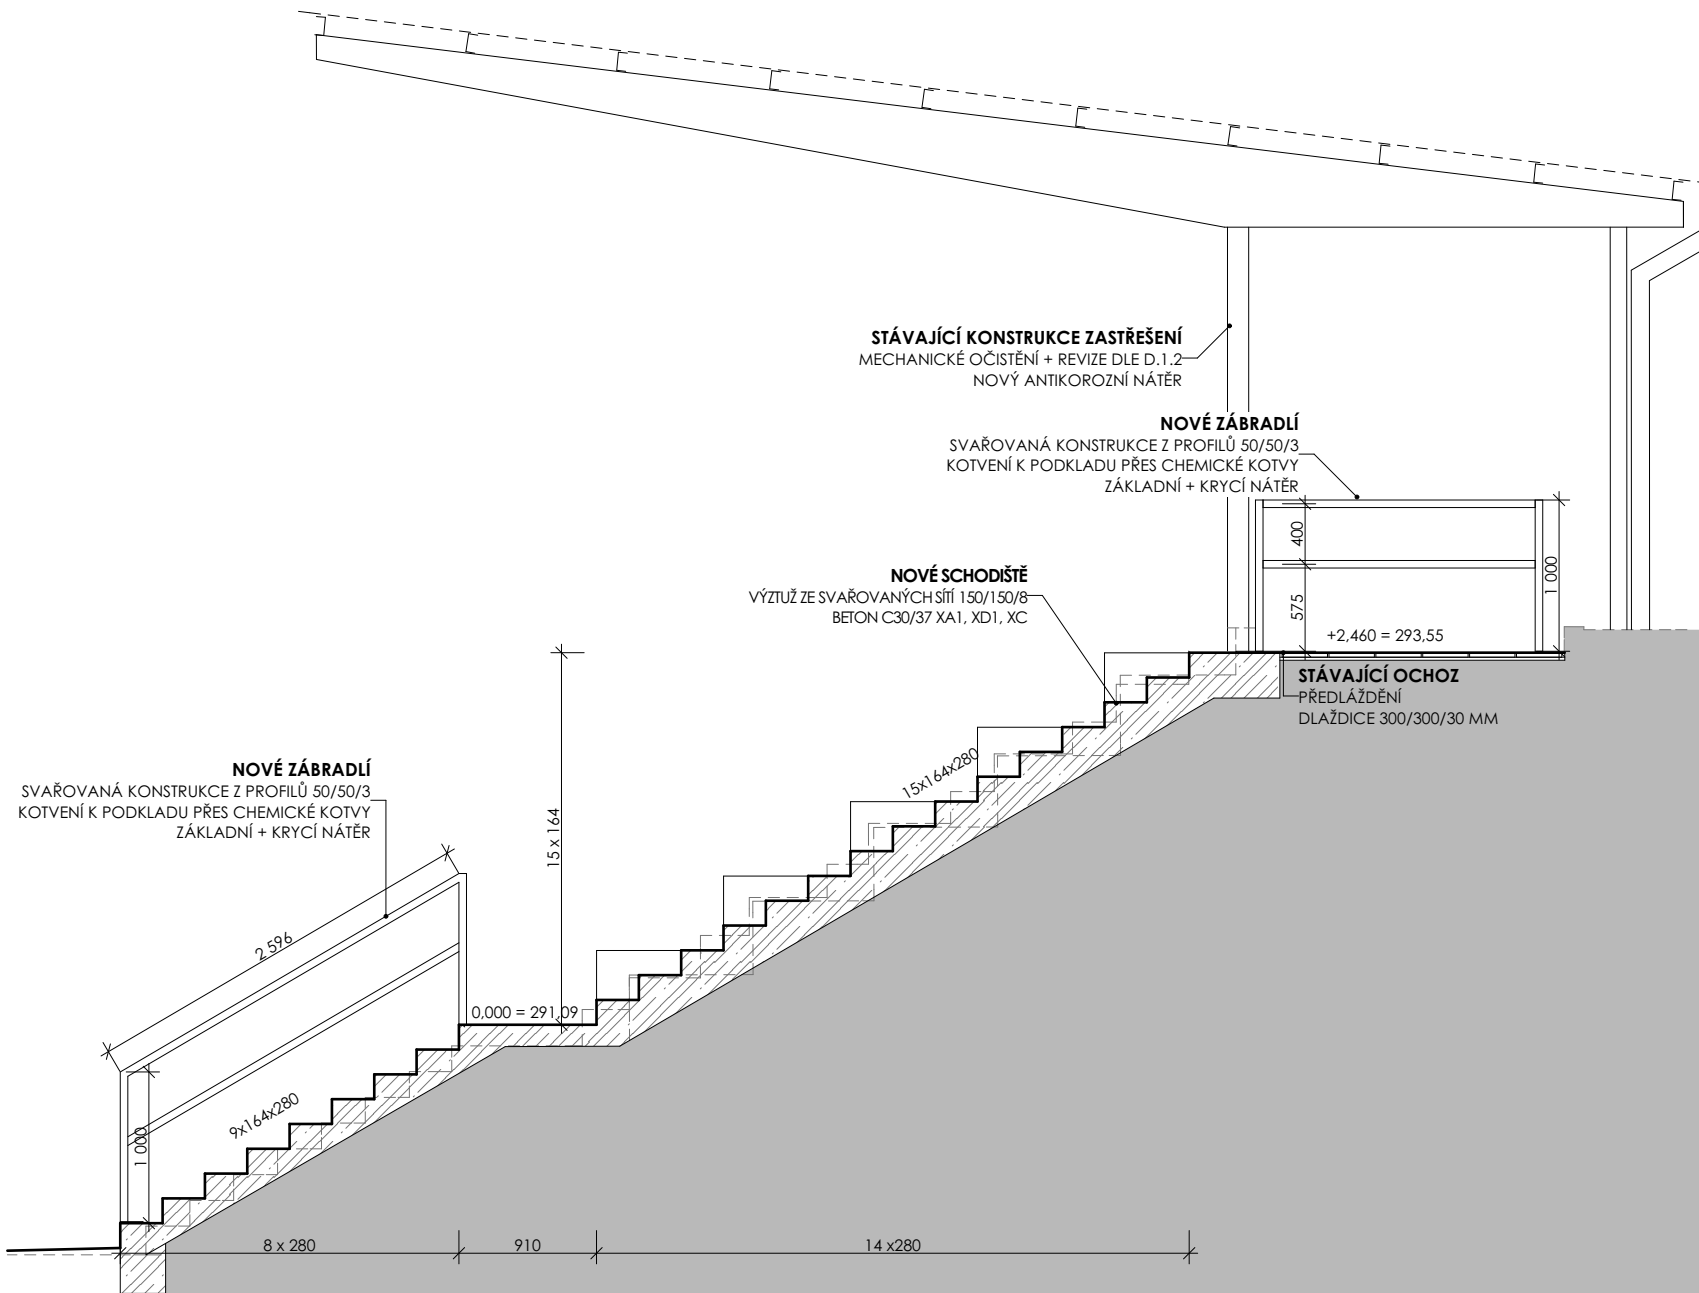 STÁVAJÍCÍ KONSTRUKCE ZASTŘEŠENÍ
MECHANICKÉ OČISTĚNÍ + REVIZE DLE D.1.2
NOVÝ ANTIKOROZNÍ NÁTĚR
NOVÉ ZÁBRADLÍ
SVAŘOVANÁ KONSTRUKCE Z PROFILŮ 50/50/3
KOTVENÍ K PODKLADU PŘES CHEMICKÉ KOTVY
ZÁKLADNÍ + KRYCÍ NÁTĚR
400
575
1 000
+2,460 = 293,55
NOVÉ SCHODIŠTĚ
VÝZTUŽ ZE SVAŘOVANÝCH SÍTÍ 150/150/8
BETON C30/37 XA1, XD1, XC
STÁVAJÍCÍ OCHOZ
PŘEDLÁŽDĚNÍ
DLAŽDICE 300/300/30 MM
15x164x280
15 x 164
NOVÉ ZÁBRADLÍ
SVAŘOVANÁ KONSTRUKCE Z PROFILŮ 50/50/3
KOTVENÍ K PODKLADU PŘES CHEMICKÉ KOTVY
ZÁKLADNÍ + KRYCÍ NÁTĚR
2 596
0,000 = 291,09
9x164x280
1 000
8 x 280
910
14 x280